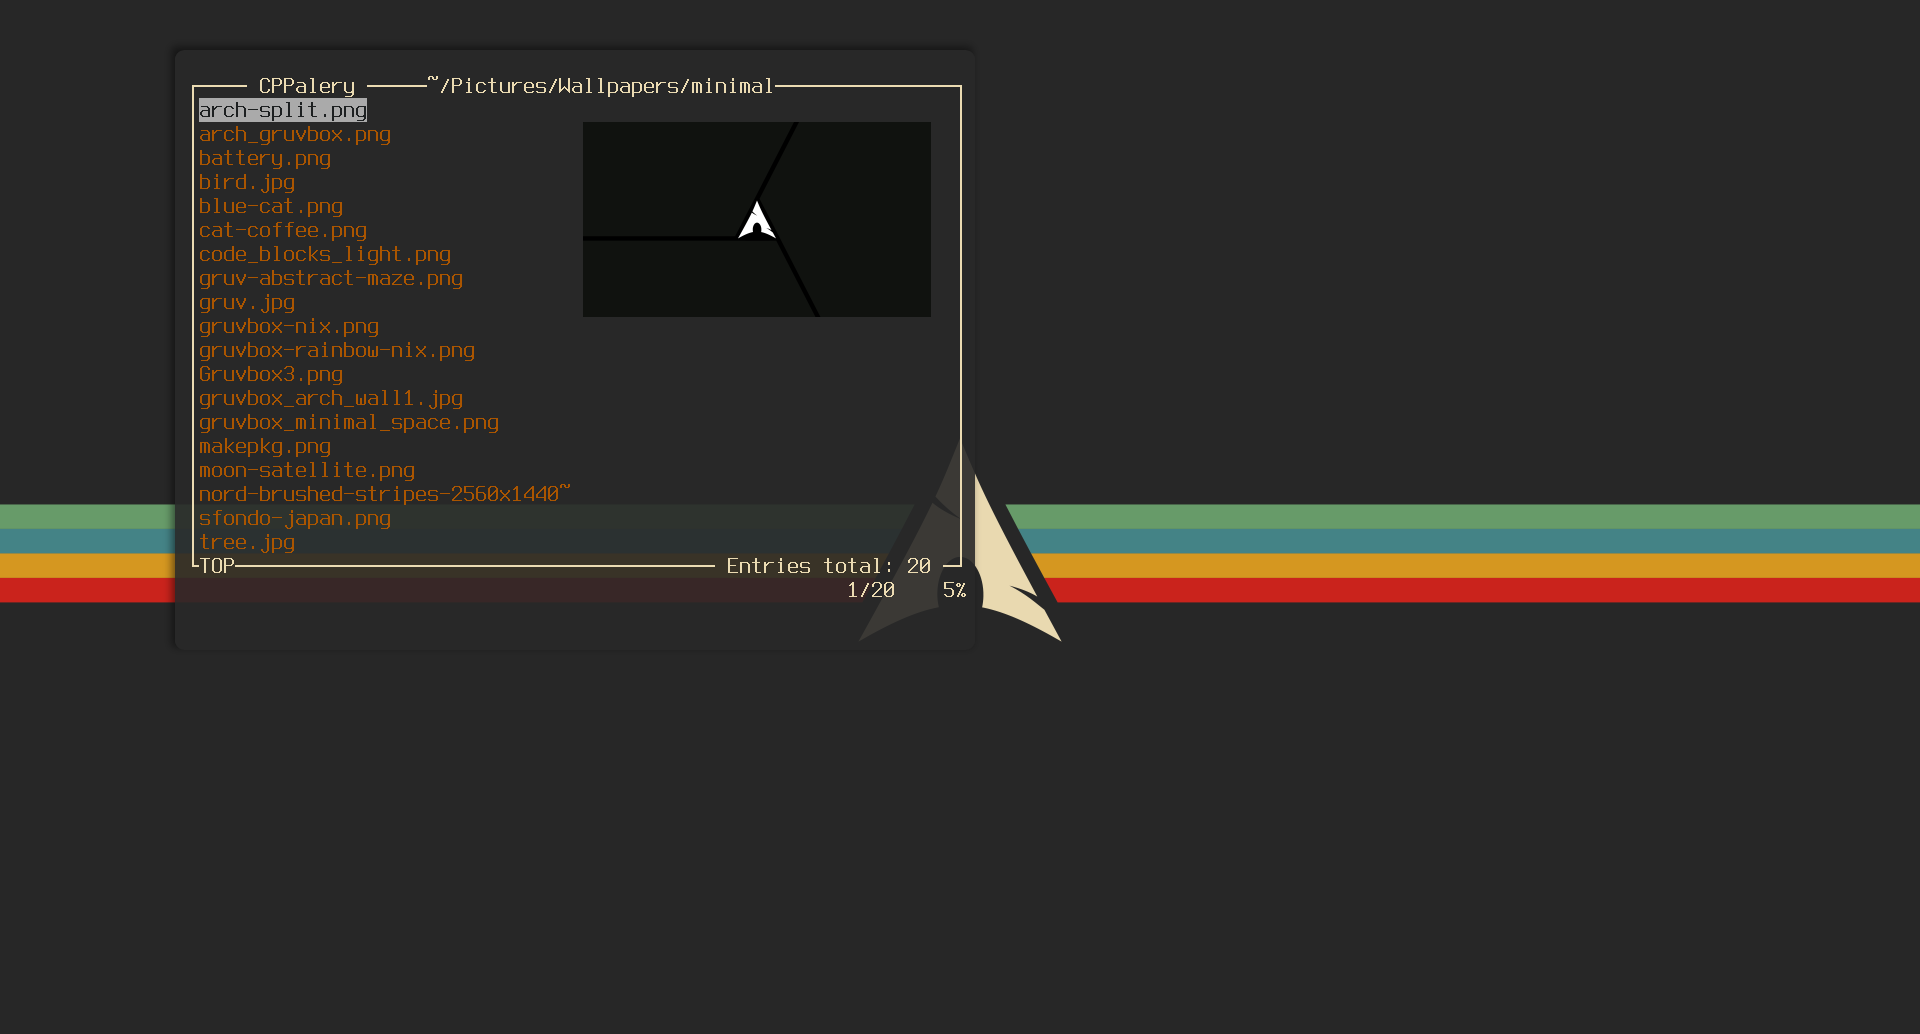 CPPalery ~/Pictures/Wallpapers/minimal
arch-split.png
arch_gruvbox.png
battery.png
bird.jpg
blue-cat.png
cat-coffee.png
code_blocks_light.png
gruv-abstract-maze.png
gruv.jpg
gruvbox-nix.png
gruvbox-rainbow-nix.png
Gruvbox3.png
gruvbox_arch_wall1.jpg
gruvbox_minimal_space.png
makepkg.png
moon-satellite.png
nord-brushed-stripes-2560x1440~
sfondo-japan.png
tree.jpg
TOP Entries total: 20
1/20 5%